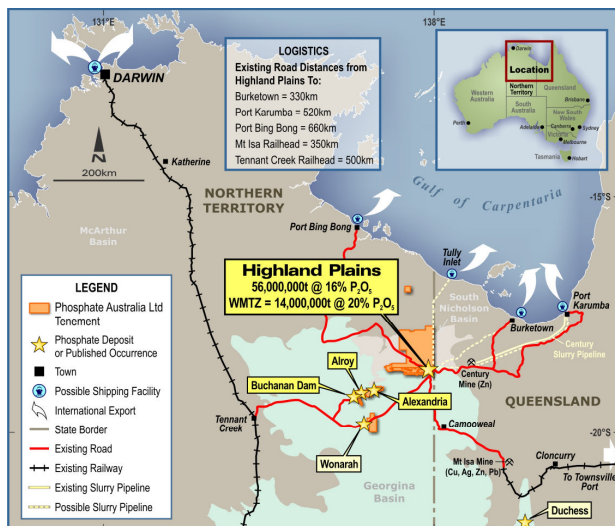 131°E
138°E
DARWIN
LOGISTICS
Existing Road Distances from
Highland Plains To:
Burketown = 330km
Port Karumba = 520km
Port Bing Bong = 660km
Mt Isa Railhead = 350km
Tennant Creek Railhead = 500km
Darwin
Location
Northern
Territory
Queensland
Western
Australia
South
Australia
Brisbane
New South
Wales
Perth
Adelaide
Canberra
Sydney
Victoria
Melbourne
Tasmania
Hobart
N
200km
Katherine
NORTHERN
TERRITORY
McArthur
Basin
Gulf of Carpentaria
-15°S
Port Bing Bong
Tully
Inlet
Highland Plains
56,000,000t @ 16% P₂O₅
WMTZ = 14,000,000t @ 20% P₂O₅
South
Nicholson
Basin
Port
Karumba
Burketown
Century
Slurry Pipeline
Century
Mine (Zn)
LEGEND
Phosphate Australia Ltd
Tenoment
Phosphate Deposit
or Published Occurrence
Town
Possible Shipping Facility
International Export
State Border
Existing Road
Existing Railway
Existing Slurry Pipeline
Possible Slurry Pipeline
Alroy
Buchanan Dam
Alexandria
Tennant
Creek
Wonarah
Camooweal
QUEENSLAND
-20°S
Georgina
Basin
Mt Isa Mine
(Cu, Ag, Zn, Pb)
Cloncurry
To Townsville
Port
Duchess